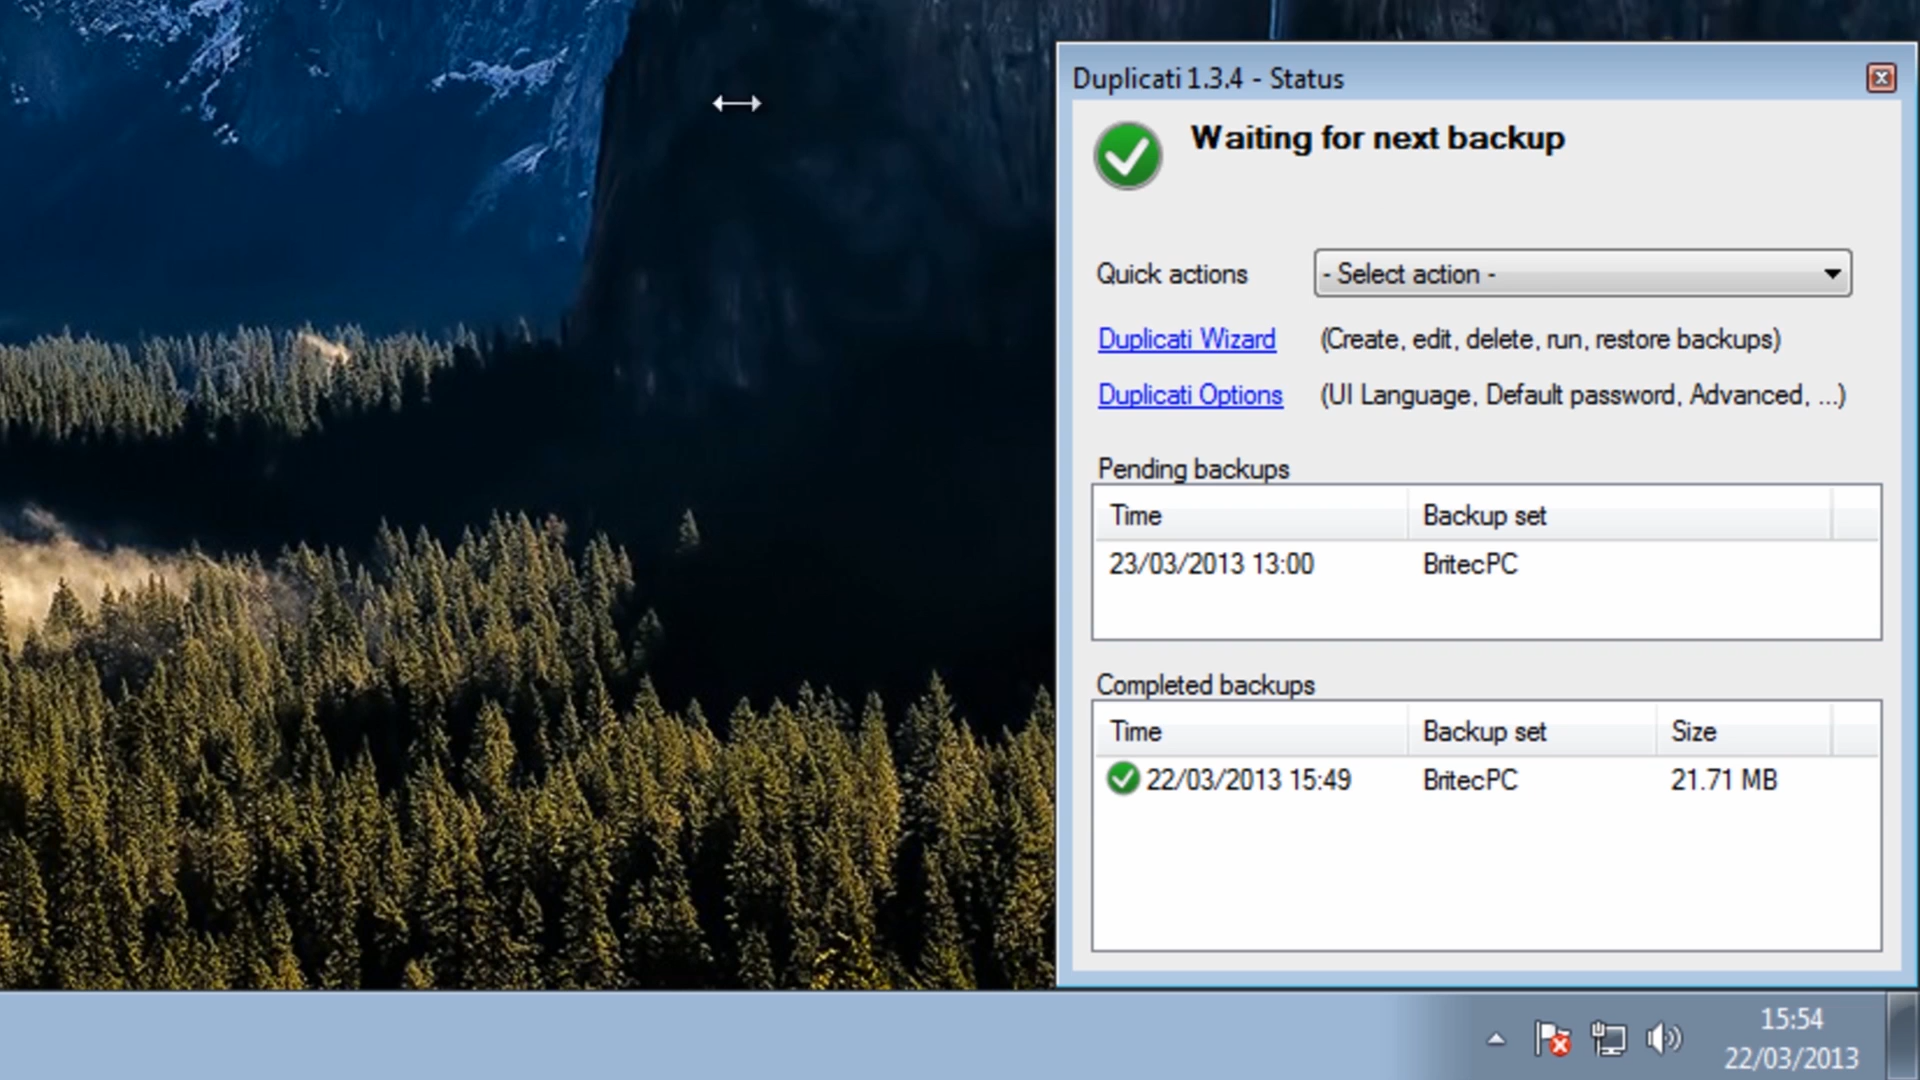 Duplicati 1.3.4 - Status
Waiting for next backup
Quick actions - Select action -
Duplicati Wizard (Create, edit, delete, run, restore backups)
Duplicati Options (UI Language, Default password, Advanced, ...)
Pending backups
Time Backup set
23/03/2013 13:00 BritecPC
Completed backups
Time Backup set Size
22/03/2013 15:49 BritecPC 21.71 MB
15:54
22/03/2013